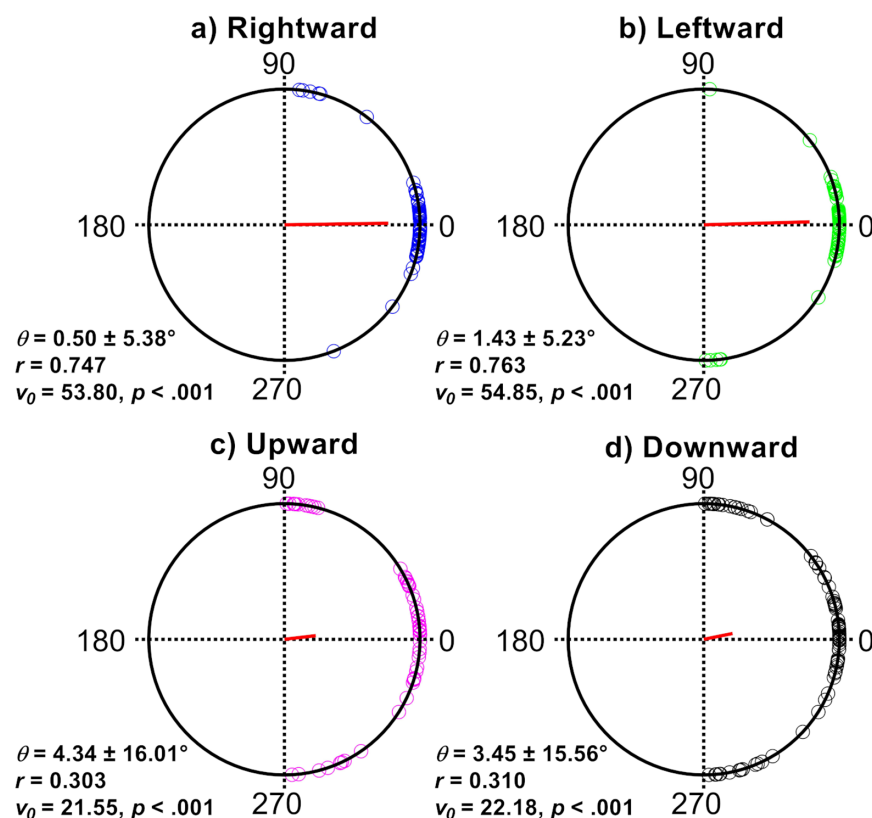 a) Rightward
90
180
0
270
θ = 0.50 ± 5.38°
r = 0.747
v₀ = 53.80, p < .001
b) Leftward
90
0
270
θ = 1.43 ± 5.23°
r = 0.763
v₀ = 54.85, p < .001
c) Upward
90
180
0
270
θ = 4.34 ± 16.01°
r = 0.303
v₀ = 21.55, p < .001
d) Downward
90
0
270
θ = 3.45 ± 15.56°
r = 0.310
v₀ = 22.18, p < .001